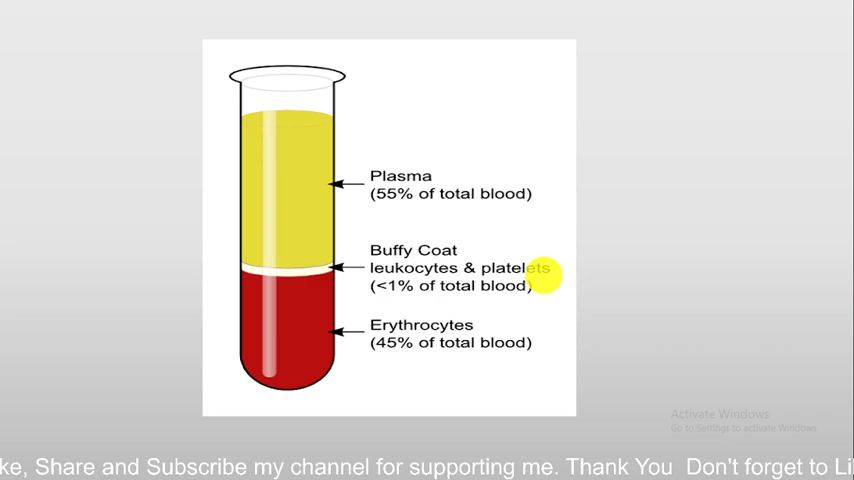 Plasma
(55% of total blood)
Buffy Coat
leukocytes & platelets
(<1% of total blood)
Erythrocytes
(45% of total blood)
Activate Windows
Go to Settings to activate Windows.
ke, Share and Subscribe my channel for supporting me. Thank You  Don't forget to Li